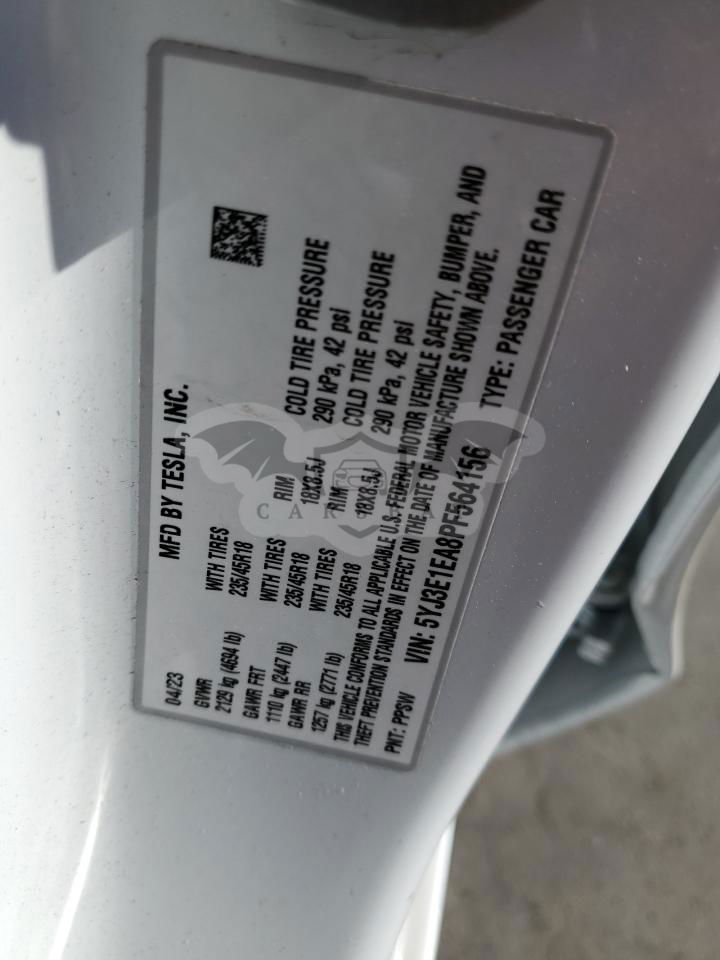 MFD BY TESLA, INC.
04/23
GVWR WITH TIRES RIM COLD TIRE PRESSURE
2129 kg (4694 lb) 235/45R18 18X8.5J 290 kPa, 42 psi
GAWR FRT WITH TIRES RIM COLD TIRE PRESSURE
1110 kg (2447 lb) 235/45R18 18X8.5J 290 kPa, 42 psi
GAWR RR WITH TIRES
1257 kg (2771 lb) 235/45R18
THIS VEHICLE CONFORMS TO ALL APPLICABLE U.S. FEDERAL MOTOR VEHICLE SAFETY, BUMPER, AND
THEFT PREVENTION STANDARDS IN EFFECT ON THE DATE OF MANUFACTURE SHOWN ABOVE.
PNT: PPSW VIN: 5YJ3E1EA8PF564156 TYPE: PASSENGER CAR